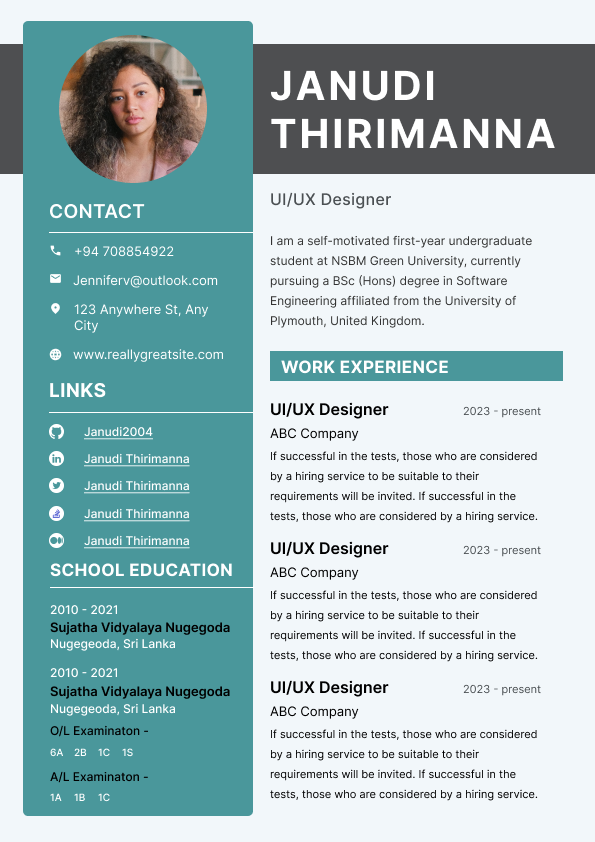 JANUDI
THIRIMANNA
CONTACT
+94 708854922
Jenniferv@outlook.com
123 Anywhere St, Any
City
www.reallygreatsite.com
LINKS
Janudi2004
Janudi Thirimanna
Janudi Thirimanna
Janudi Thirimanna
Janudi Thirimanna
SCHOOL EDUCATION
2010 - 2021
Sujatha Vidyalaya Nugegoda
Nugegeoda, Sri Lanka
2010 - 2021
Sujatha Vidyalaya Nugegoda
Nugegeoda, Sri Lanka
O/L Examinaton -
6A 2B 1C 1S
A/L Examinaton -
1A 1B 1C
UI/UX Designer
I am a self-motivated first-year undergraduate
student at NSBM Green University, currently
pursuing a BSc (Hons) degree in Software
Engineering affiliated from the University of
Plymouth, United Kingdom.
WORK EXPERIENCE
UI/UX Designer 2023 - present
ABC Company
If successful in the tests, those who are considered
by a hiring service to be suitable to their
requirements will be invited. If successful in the
tests, those who are considered by a hiring service.
UI/UX Designer 2023 - present
ABC Company
If successful in the tests, those who are considered
by a hiring service to be suitable to their
requirements will be invited. If successful in the
tests, those who are considered by a hiring service.
UI/UX Designer 2023 - present
ABC Company
If successful in the tests, those who are considered
by a hiring service to be suitable to their
requirements will be invited. If successful in the
tests, those who are considered by a hiring service.